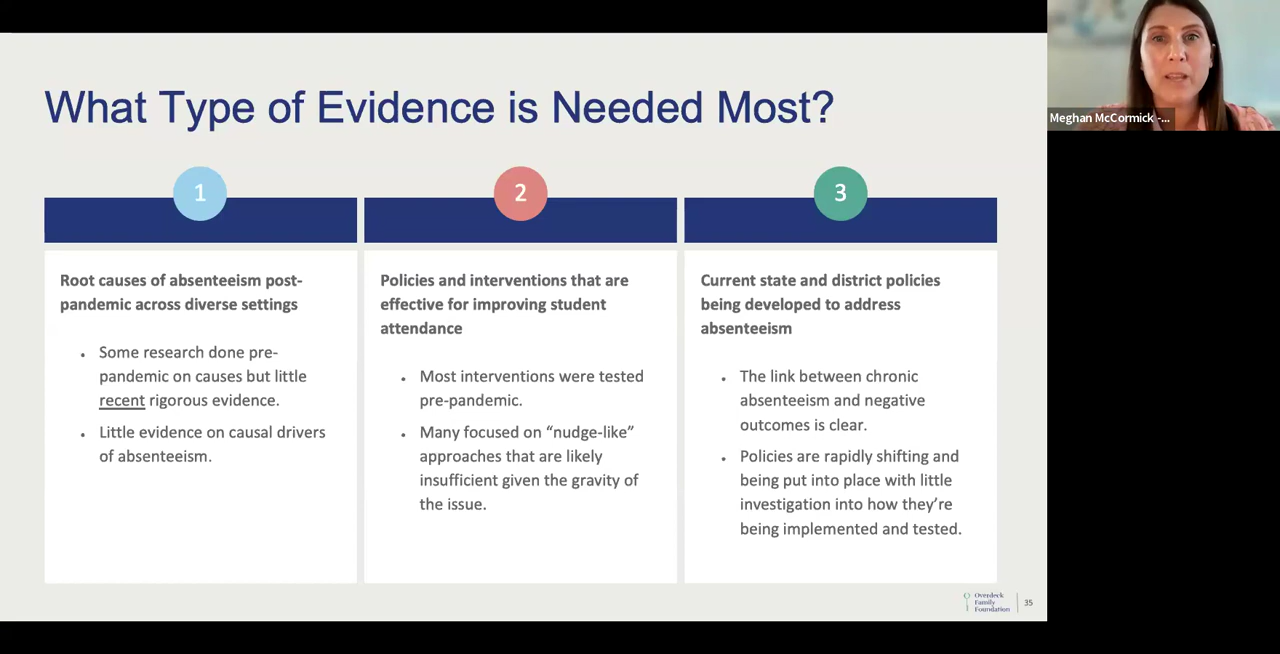 What Type of Evidence is Needed Most?
Meghan McCormick -...
1
Root causes of absenteeism post-
pandemic across diverse settings
• Some research done pre-
pandemic on causes but little
recent rigorous evidence.
• Little evidence on causal drivers
of absenteeism.
2
Policies and interventions that are
effective for improving student
attendance
• Most interventions were tested
pre-pandemic.
• Many focused on “nudge-like”
approaches that are likely
insufficient given the gravity of
the issue.
3
Current state and district policies
being developed to address
absenteeism
• The link between chronic
absenteeism and negative
outcomes is clear.
• Policies are rapidly shifting and
being put into place with little
investigation into how they’re
being implemented and tested.
Overdeck
Family
Foundation
35